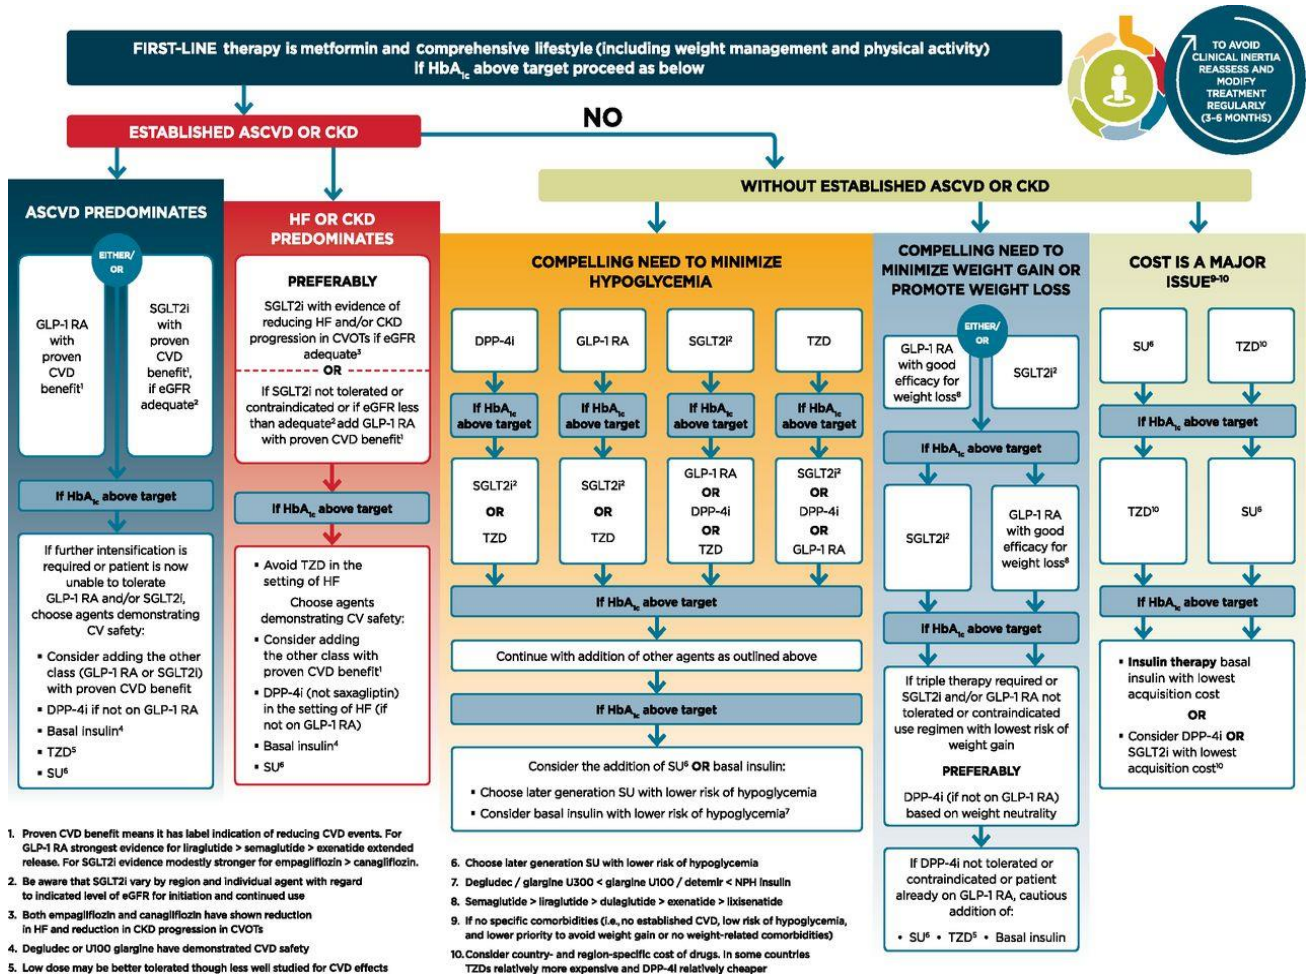 FIRST-LINE therapy is metformin and comprehensive lifestyle (including weight management and physical activity)
If HbA1c above target proceed as below
TO AVOID
CLINICAL INERTIA
REASSESS AND
MODIFY
TREATMENT
REGULARLY
(3-6 MONTHS)
ESTABLISHED ASCVD OR CKD
NO
WITHOUT ESTABLISHED ASCVD OR CKD
ASCVD PREDOMINATES
EITHER/
OR
GLP-1 RA
with
proven
CVD
benefit¹
SGLT2i
with
proven
CVD
benefit¹,
if eGFR
adequate²
If HbA1c above target
If further intensification is
required or patient is now
unable to tolerate
GLP-1 RA and/or SGLT2i,
choose agents demonstrating
CV safety:
▪ Consider adding the other
class (GLP-1 RA or SGLT2i)
with proven CVD benefit
▪ DPP-4i if not on GLP-1 RA
▪ Basal insulin⁴
▪ TZD⁵
▪ SU⁶
HF OR CKD
PREDOMINATES
PREFERABLY
SGLT2i with evidence of
reducing HF and/or CKD
progression in CVOTs if eGFR
adequate³
OR
If SGLT2i not tolerated or
contraindicated or if eGFR less
than adequate² add GLP-1 RA
with proven CVD benefit¹
If HbA1c above target
▪ Avoid TZD in the
setting of HF
Choose agents
demonstrating CV safety:
▪ Consider adding
the other class with
proven CVD benefit¹
▪ DPP-4i (not saxagliptin)
in the setting of HF (if
not on GLP-1 RA)
▪ Basal insulin⁴
▪ SU⁶
COMPELLING NEED TO MINIMIZE
HYPOGLYCEMIA
DPP-4i
GLP-1 RA
SGLT2i²
TZD
If HbA1c
above target
If HbA1c
above target
If HbA1c
above target
If HbA1c
above target
SGLT2i²
OR
TZD
SGLT2i²
OR
TZD
GLP-1 RA
OR
DPP-4i
OR
TZD
SGLT2i²
OR
DPP-4i
OR
GLP-1 RA
If HbA1c above target
Continue with addition of other agents as outlined above
If HbA1c above target
Consider the addition of SU⁶ OR basal insulin:
▪ Choose later generation SU with lower risk of hypoglycemia
▪ Consider basal insulin with lower risk of hypoglycemia⁷
COMPELLING NEED TO
MINIMIZE WEIGHT GAIN OR
PROMOTE WEIGHT LOSS
EITHER/
OR
GLP-1 RA
with good
efficacy for
weight loss⁸
SGLT2i²
If HbA1c above target
SGLT2i²
GLP-1 RA
with good
efficacy for
weight loss⁸
If HbA1c above target
If triple therapy required or
SGLT2i and/or GLP-1 RA not
tolerated or contraindicated
use regimen with lowest risk of
weight gain
PREFERABLY
DPP-4i (if not on GLP-1 RA)
based on weight neutrality
If DPP-4i not tolerated or
contraindicated or patient
already on GLP-1 RA, cautious
addition of:
• SU⁶ • TZD⁵ • Basal insulin
COST IS A MAJOR
ISSUE⁹⁻¹⁰
SU⁶
TZD¹⁰
If HbA1c above target
TZD¹⁰
SU⁶
If HbA1c above target
▪ Insulin therapy basal
insulin with lowest
acquisition cost
OR
▪ Consider DPP-4i OR
SGLT2i with lowest
acquisition cost¹⁰
1. Proven CVD benefit means it has label indication of reducing CVD events. For
GLP-1 RA strongest evidence for liraglutide > semaglutide > exenatide extended
release. For SGLT2i evidence modestly stronger for empagliflozin > canagliflozin.
2. Be aware that SGLT2i vary by region and individual agent with regard
to indicated level of eGFR for initiation and continued use
3. Both empagliflozin and canagliflozin have shown reduction
in HF and reduction in CKD progression in CVOTs
4. Degludec or U100 glargine have demonstrated CVD safety
5. Low dose may be better tolerated though less well studied for CVD effects
6. Choose later generation SU with lower risk of hypoglycemia
7. Degludec / glargine U300 < glargine U100 / detemir < NPH insulin
8. Semaglutide > liraglutide > dulaglutide > exenatide > lixisenatide
9. If no specific comorbidities (i.e., no established CVD, low risk of hypoglycemia,
and lower priority to avoid weight gain or no weight-related comorbidities)
10. Consider country- and region-specific cost of drugs. In some countries
TZDs relatively more expensive and DPP-4i relatively cheaper